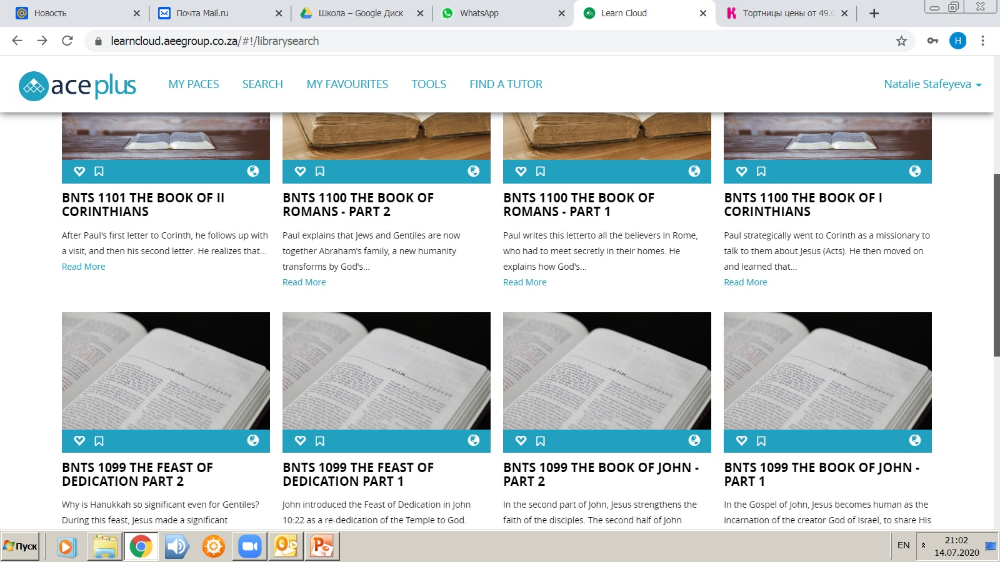 Новость
Почта Mail.ru
Школа – Google Диск
WhatsApp
Learn Cloud
Тортницы цены от 49.0
learncloud.aeegroup.co.za/#!/librarysearch
H
ace plus
MY PACES
SEARCH
MY FAVOURITES
TOOLS
FIND A TUTOR
Natalie Stafeyeva
BNTS 1101 THE BOOK OF II
CORINTHIANS
After Paul's first letter to Corinth, he follows up with
a visit, and then his second letter. He realizes that...
Read More
BNTS 1100 THE BOOK OF
ROMANS - PART 2
Paul explains that Jews and Gentiles are now
together Abraham's family, a new humanity
transforms by God's...
Read More
BNTS 1100 THE BOOK OF
ROMANS - PART 1
Paul writes this letterto all the believers in Rome,
who had to meet secretly in their homes. He
explains how God's...
Read More
BNTS 1100 THE BOOK OF I
CORINTHIANS
Paul strategically went to Corinth as a missionary to
talk to them about Jesus (Acts). He then moved on
and learned that...
Read More
JOHN
JOHN
JOHN
JOHN
BNTS 1099 THE FEAST OF
DEDICATION PART 2
Why is Hanukkah so significant even for Gentiles?
During this feast, Jesus made a significant
BNTS 1099 THE FEAST OF
DEDICATION PART 1
John introduced the Feast of Dedication in John
10:22 as a re-dedication of the Temple to God.
BNTS 1099 THE BOOK OF JOHN -
PART 2
In the second part of John, Jesus strengthens the
faith of the disciples. The second half of John
BNTS 1099 THE BOOK OF JOHN -
PART 1
In the Gospel of John, Jesus becomes human as the
incarnation of the creator God of Israel, to share His
Пуск
EN
21:02
14.07.2020